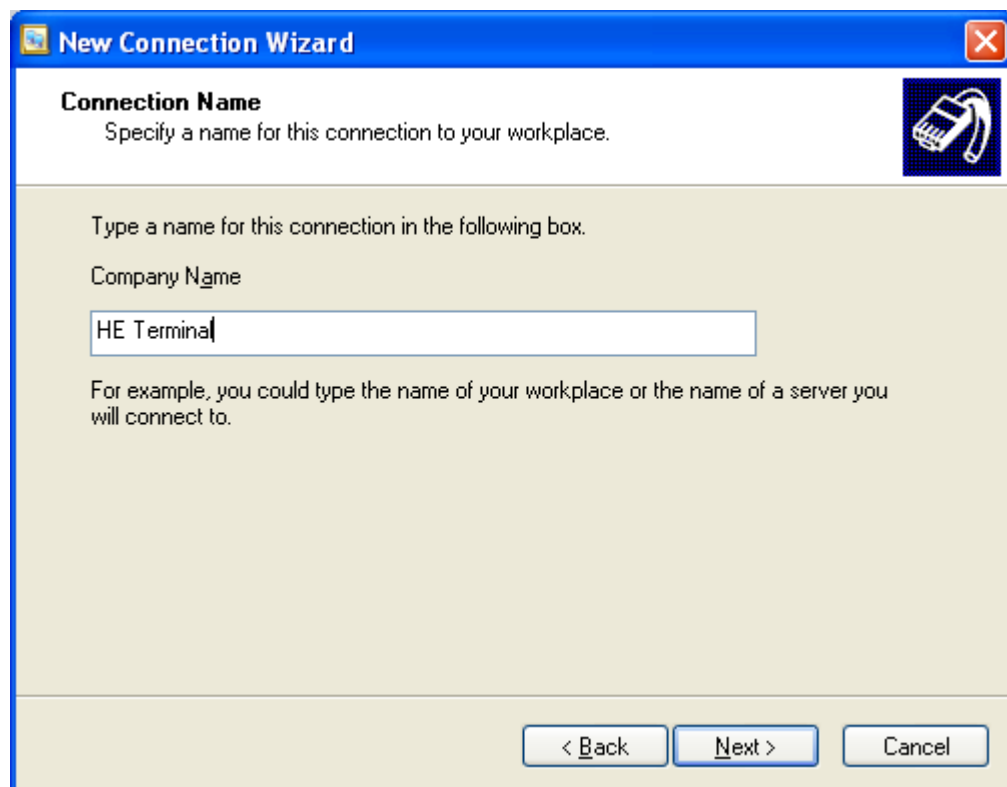 New Connection Wizard
Connection Name
Specify a name for this connection to your workplace.
Type a name for this connection in the following box.
Company Name
HE Terminal
For example, you could type the name of your workplace or the name of a server you
will connect to.
< Back
Next >
Cancel